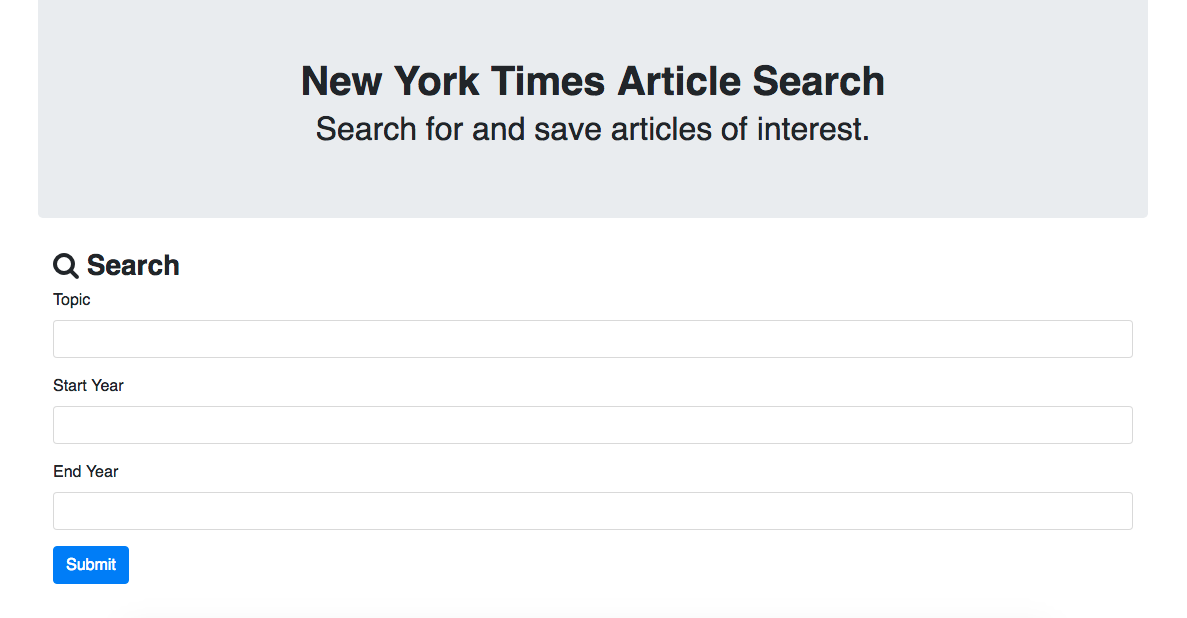 New York Times Article Search
Search for and save articles of interest.
Search
Topic
Start Year
End Year
Submit